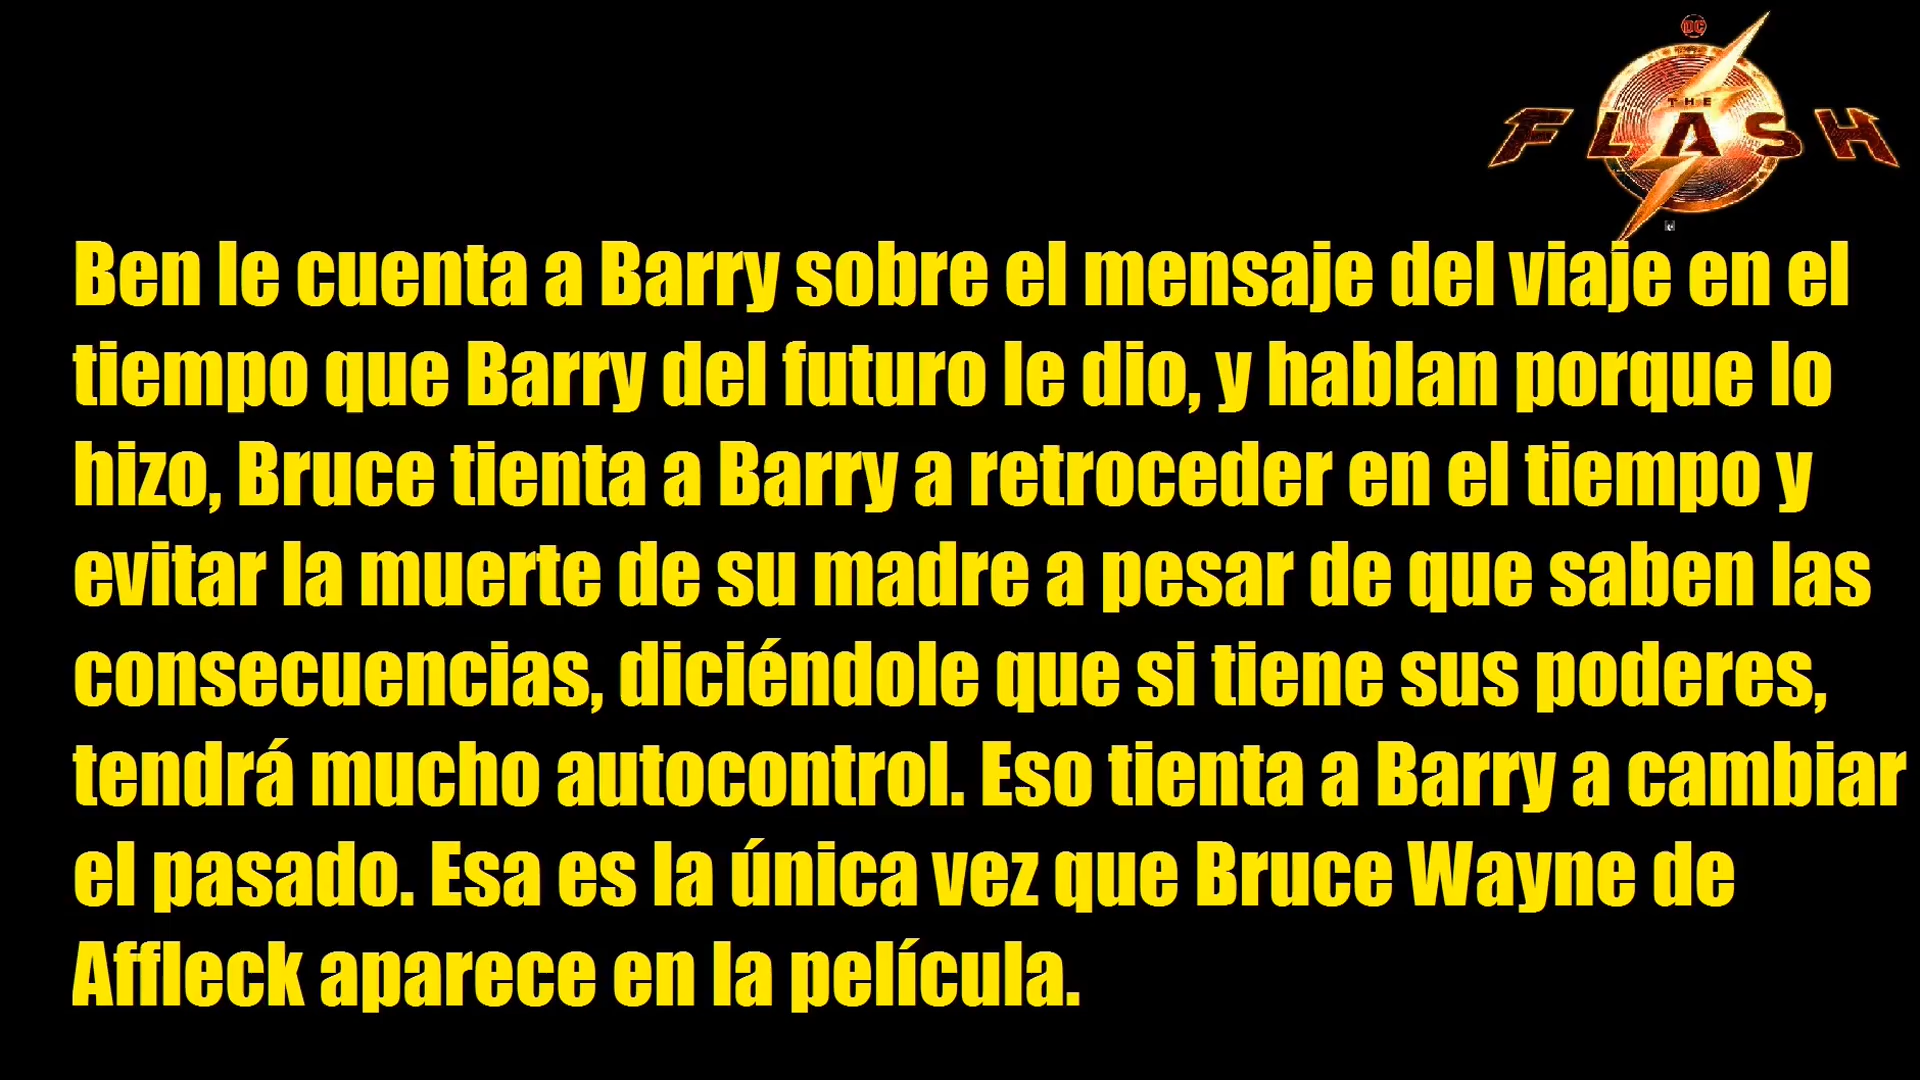 DC
THE
FLASH
Ben le cuenta a Barry sobre el mensaje del viaje en el
tiempo que Barry del futuro le dio, y hablan porque lo
hizo, Bruce tienta a Barry a retroceder en el tiempo y
evitar la muerte de su madre a pesar de que saben las
consecuencias, diciéndole que si tiene sus poderes,
tendrá mucho autocontrol. Eso tienta a Barry a cambiar
el pasado. Esa es la única vez que Bruce Wayne de
Affleck aparece en la película.